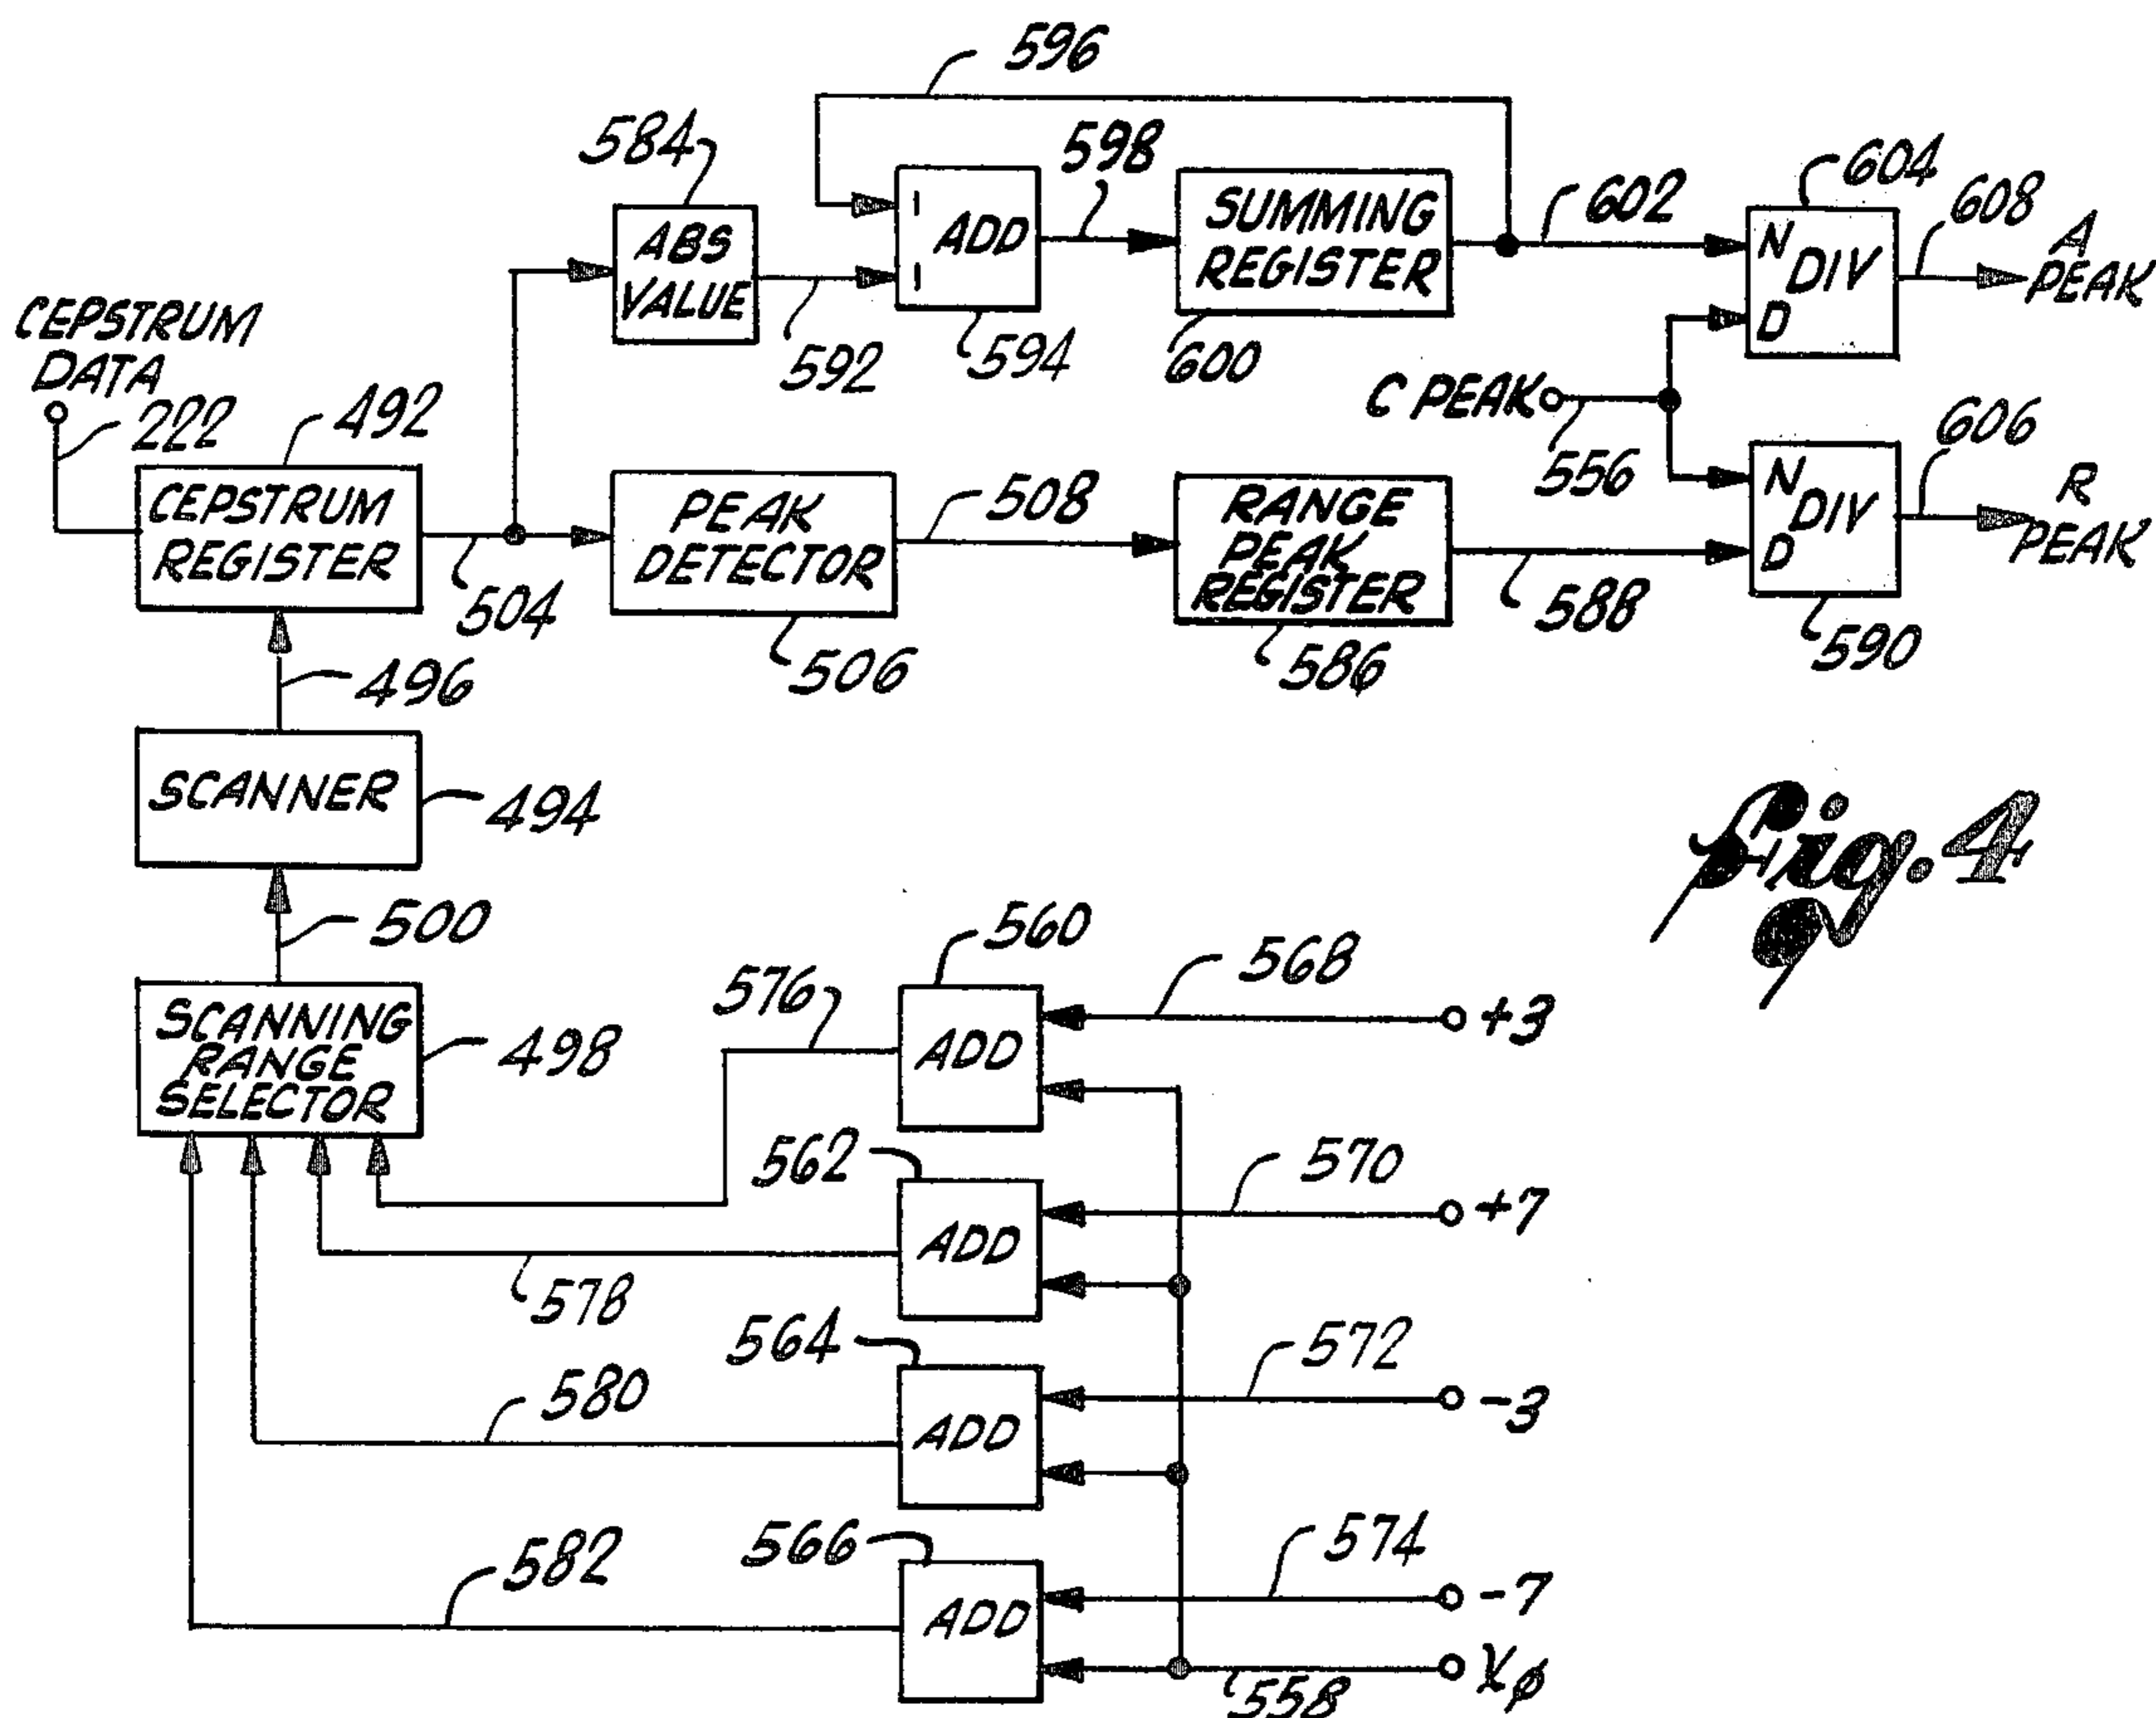 596
584
598
604
608
A
PEAK
SUMMING
REGISTER
602
N
DIV
D
ABS
VALUE
ADD
592
594
600
CEPSTRUM
DATA
222
492
C PEAK
556
606
CEPSTRUM
REGISTER
504
PEAK
DETECTOR
508
RANGE
PEAK
REGISTER
588
N
DIV
D
R
PEAK
506
586
590
496
SCANNER
494
Fig. 4
500
560
568
+3
576
SCANNING
RANGE
SELECTOR
498
ADD
562
570
+7
ADD
578
564
572
-3
580
ADD
566
574
-7
582
ADD
558